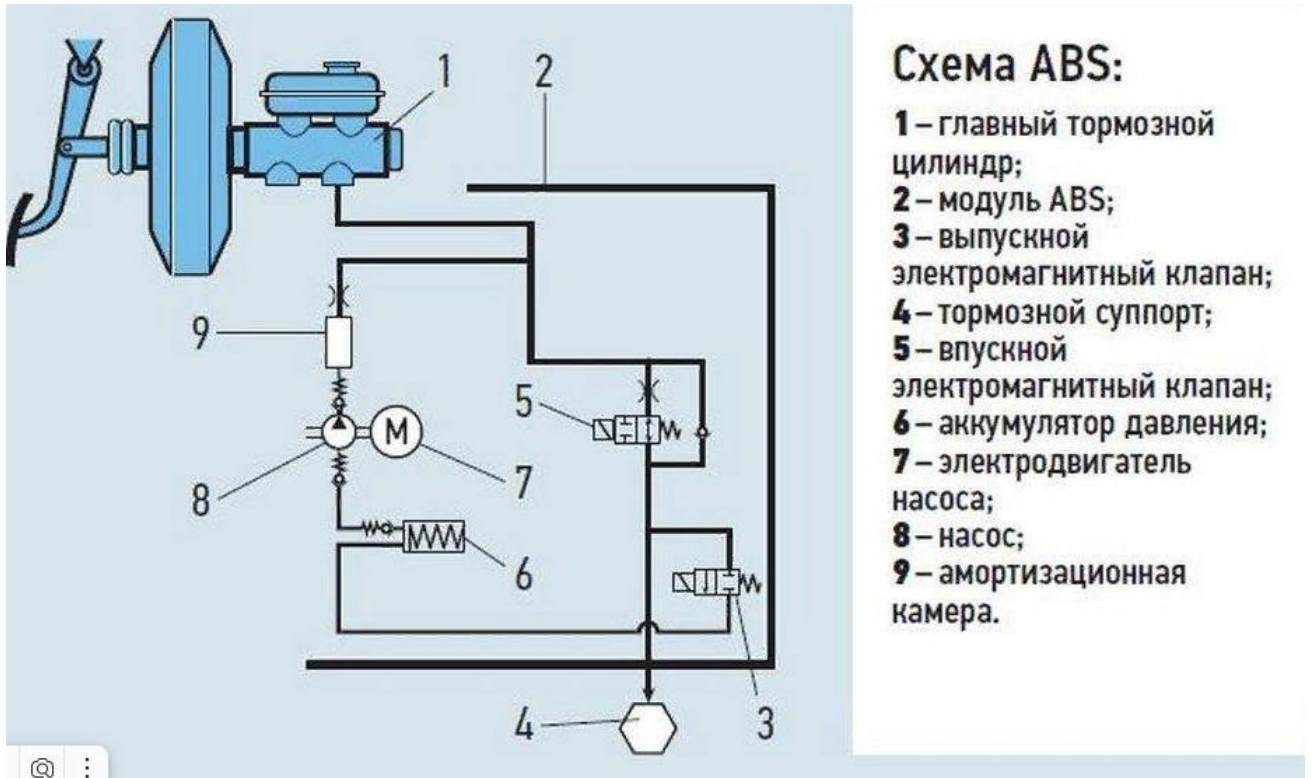 1
2
9
5
M
8
7
6
4
3
Схема ABS:
1 – главный тормозной
цилиндр;
2 – модуль ABS;
3 – выпускной
электромагнитный клапан;
4 – тормозной суппорт;
5 – впускной
электромагнитный клапан;
6 – аккумулятор давления;
7 – электродвигатель
насоса;
8 – насос;
9 – амортизационная
камера.